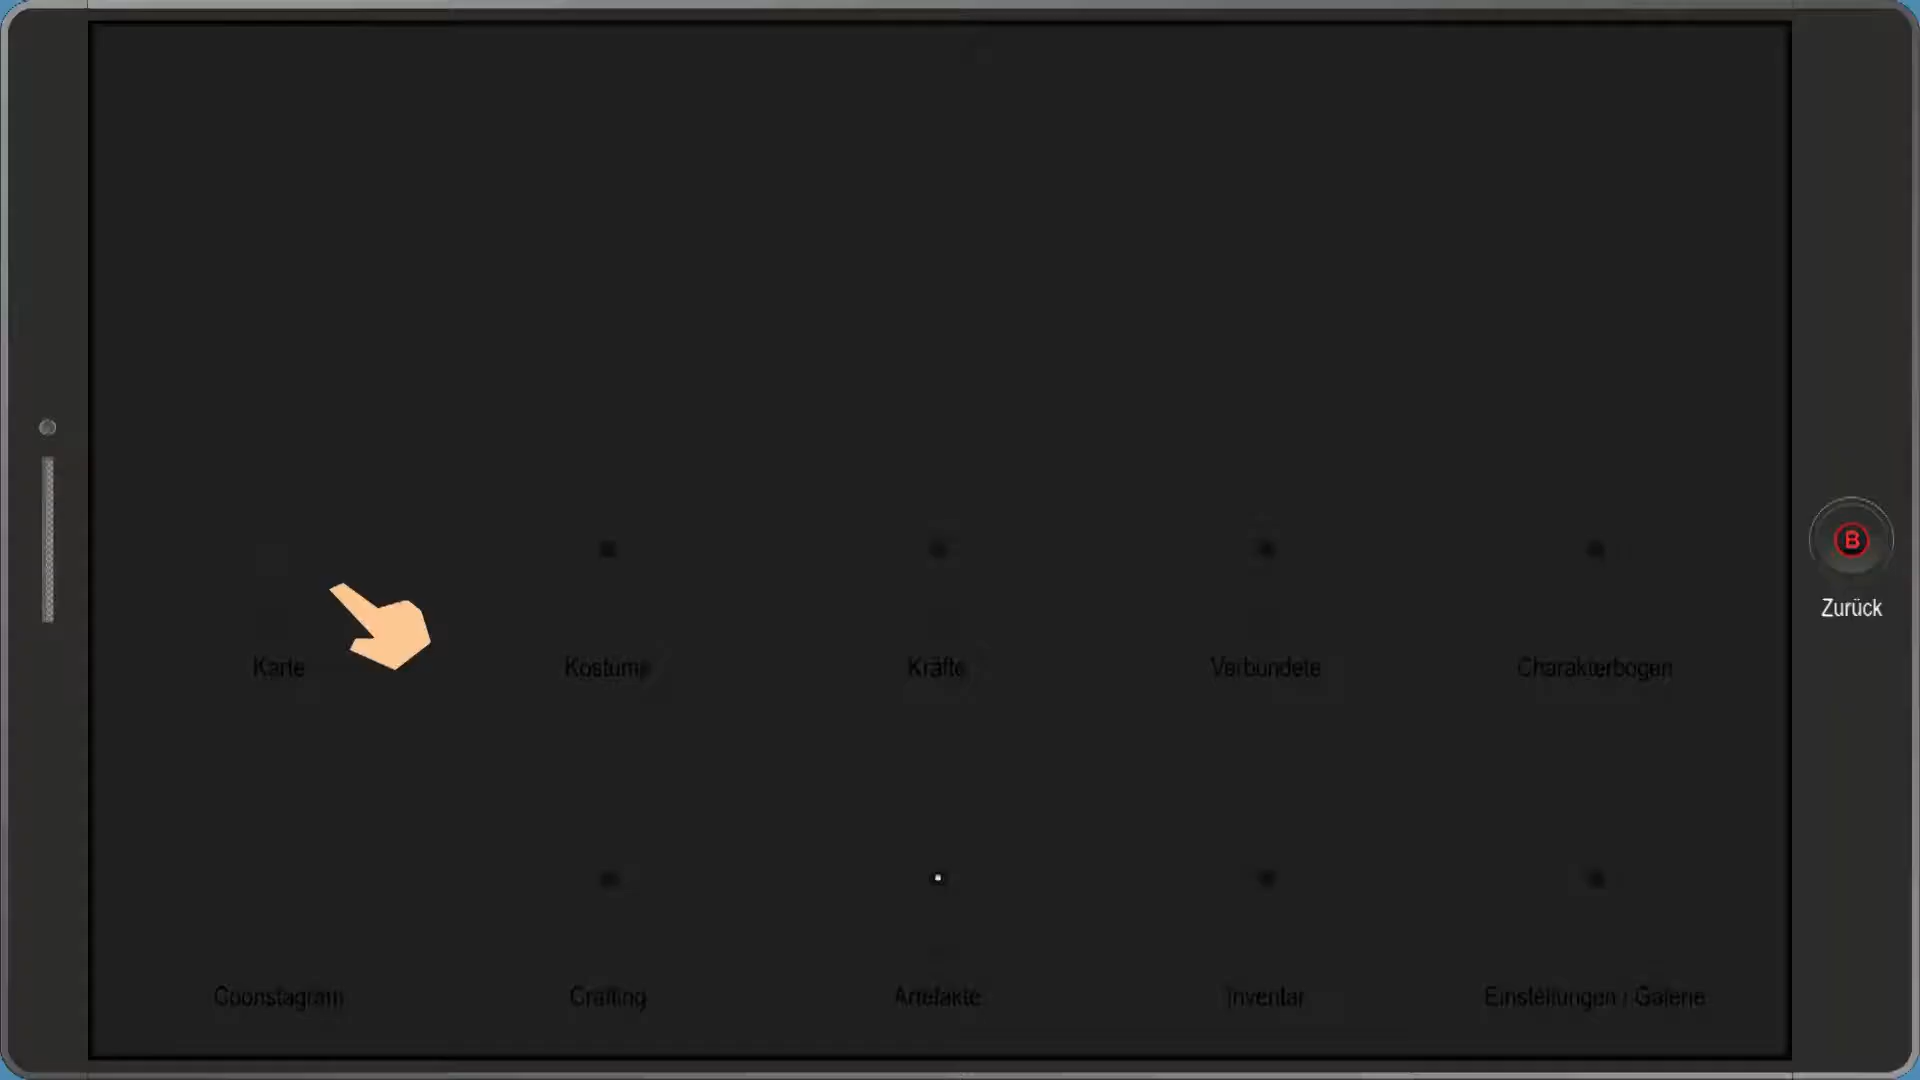 B
Zurück
Karte
Kostüme
Kräfte
Verbündete
Charakterbogen
Coonstagram
Crafting
Artefakte
Inventar
Einstellungen / Galerie